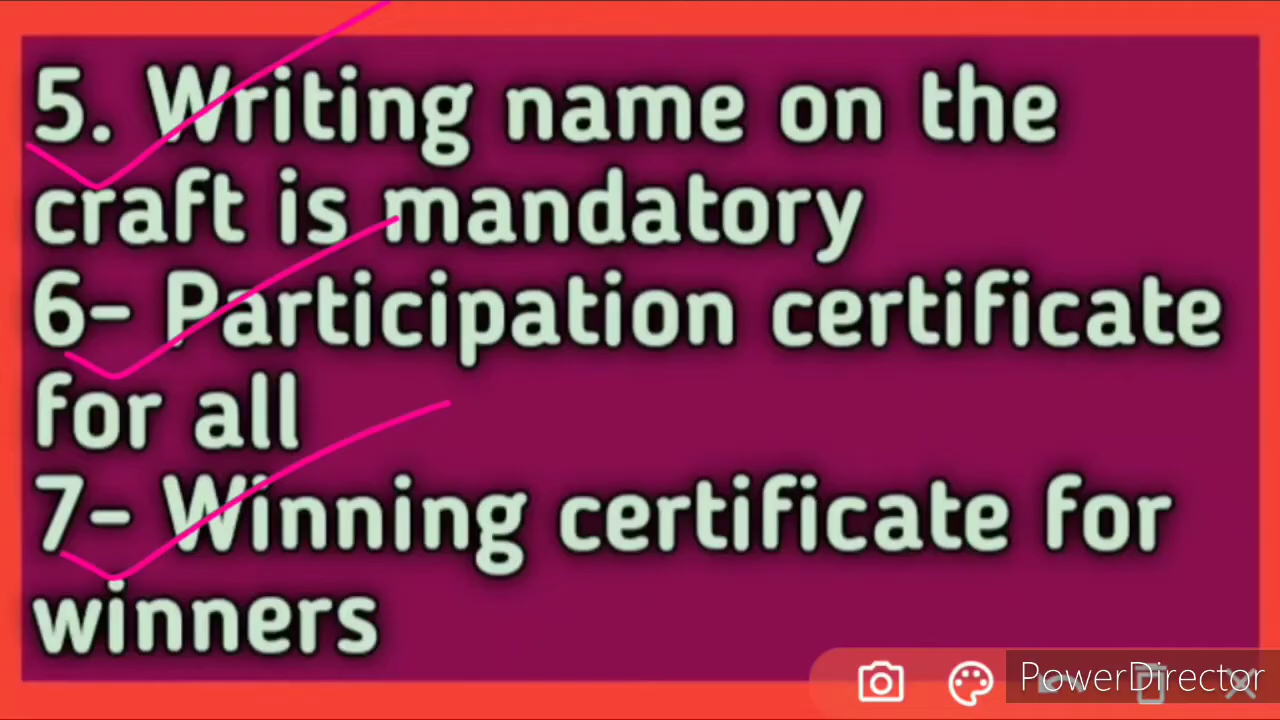 5. Writing name on the
craft is mandatory
6- Participation certificate
for all
7- Winning certificate for
winners
PowerDirector